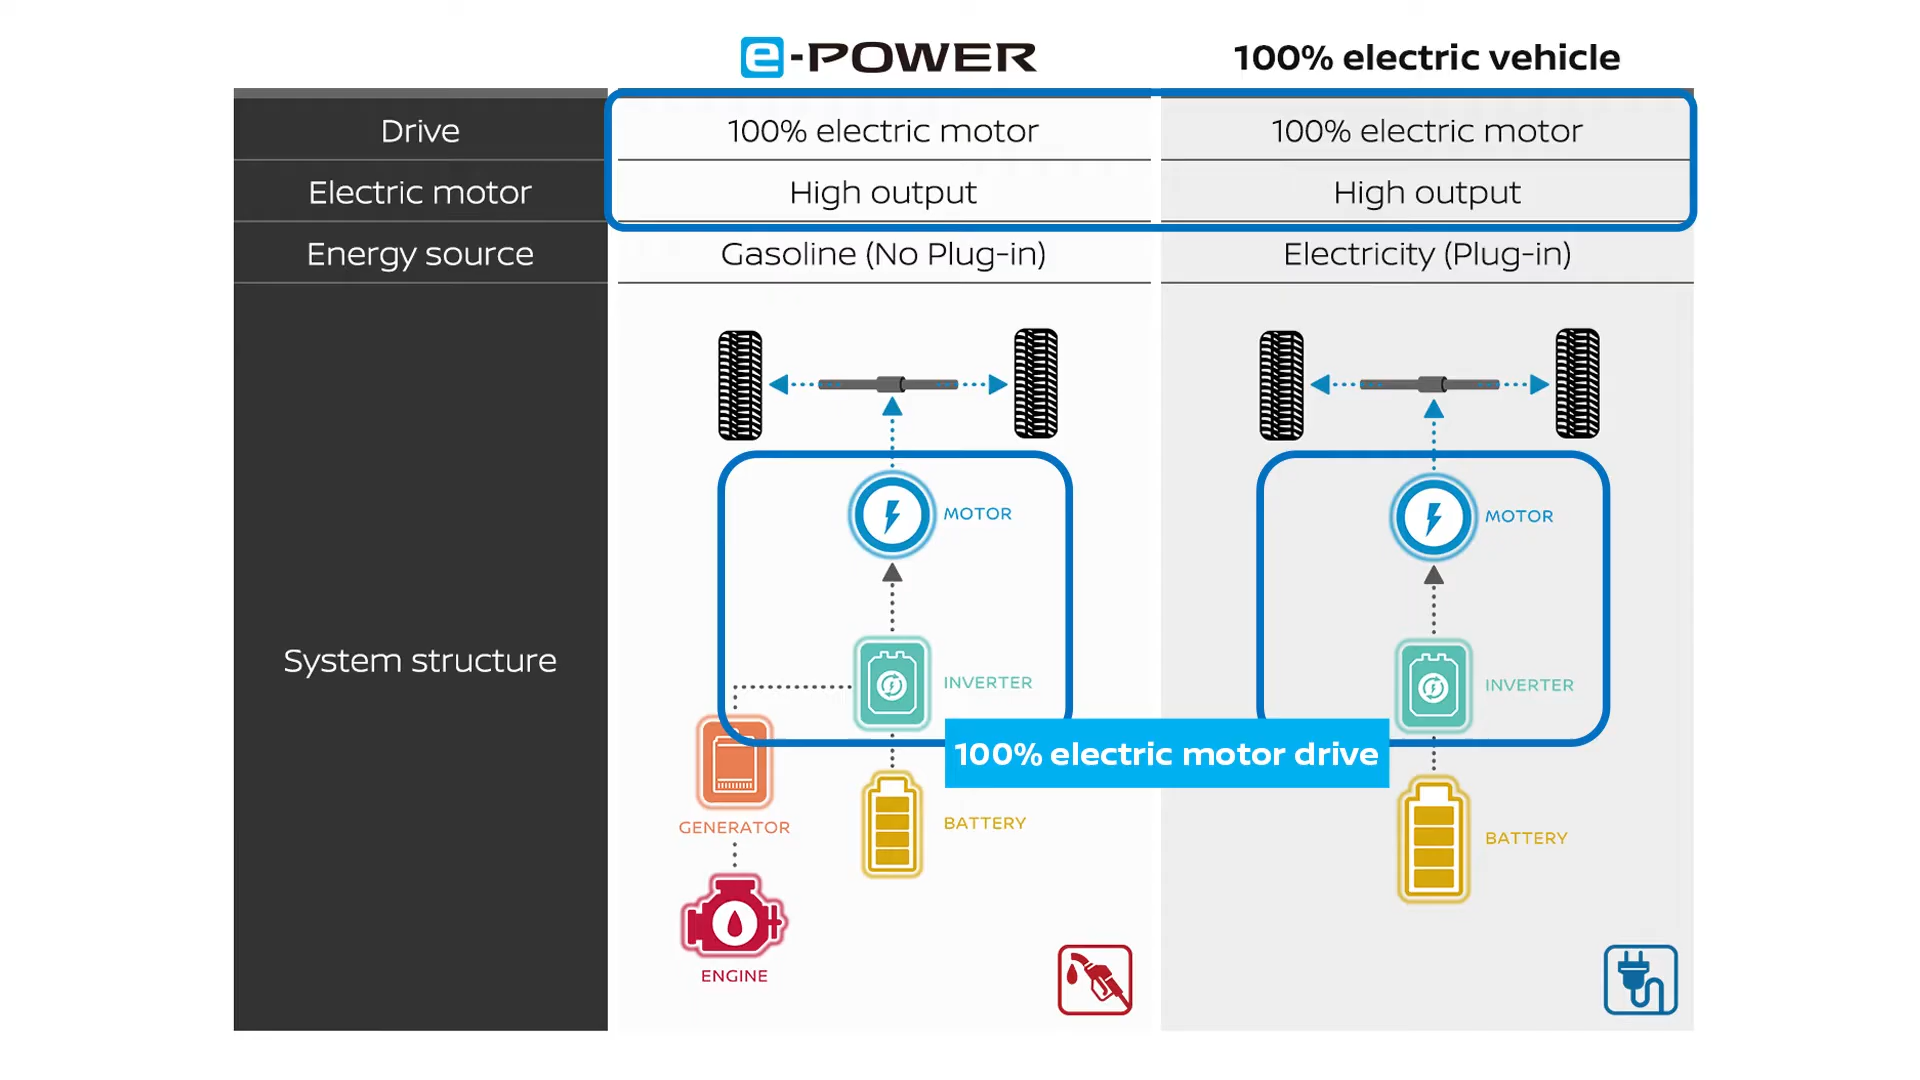 e-POWER
100% electric vehicle
Drive
100% electric motor
100% electric motor
Electric motor
High output
High output
Energy source
Gasoline (No Plug-in)
Electricity (Plug-in)
System structure
MOTOR
INVERTER
GENERATOR
BATTERY
ENGINE
MOTOR
INVERTER
BATTERY
100% electric motor drive